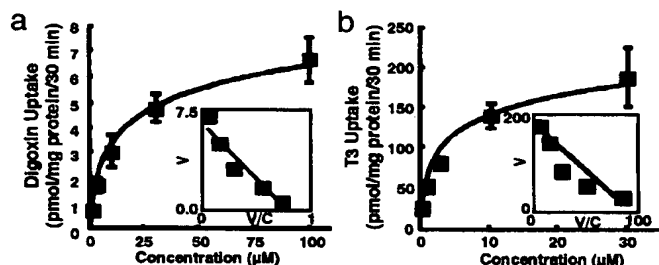 a
Digoxin Uptake
(pmol/mg protein/30 min)
8
7
6
5
4
3
2
1
0
0
25
50
75
100
Concentration (µM)
7.5
V
0.0
0
V/C
1
b
T3 Uptake
(pmol/mg protein/30 min)
250
200
150
100
50
0
0
10
20
30
Concentration (µM)
200
V
0
0
V/C
100